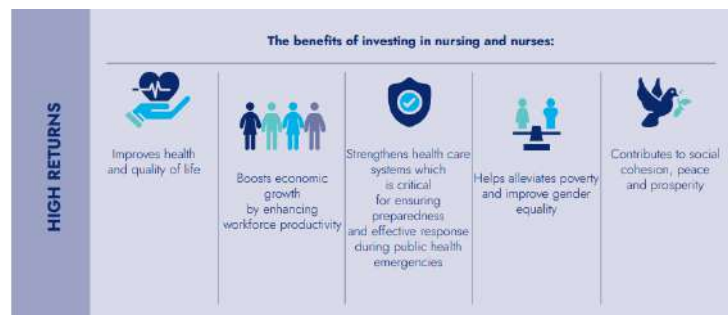 The benefits of investing in nursing and nurses:
HIGH RETURNS
Improves health
and quality of life
Boosts economic
growth
by enhancing
workforce productivity
Strengthens health care
systems which
is critical
for ensuring
preparedness
and effective response
during public health
emergencies
Helps alleviates poverty
and improve gender
equality
Contributes to social
cohesion, peace
and prosperity